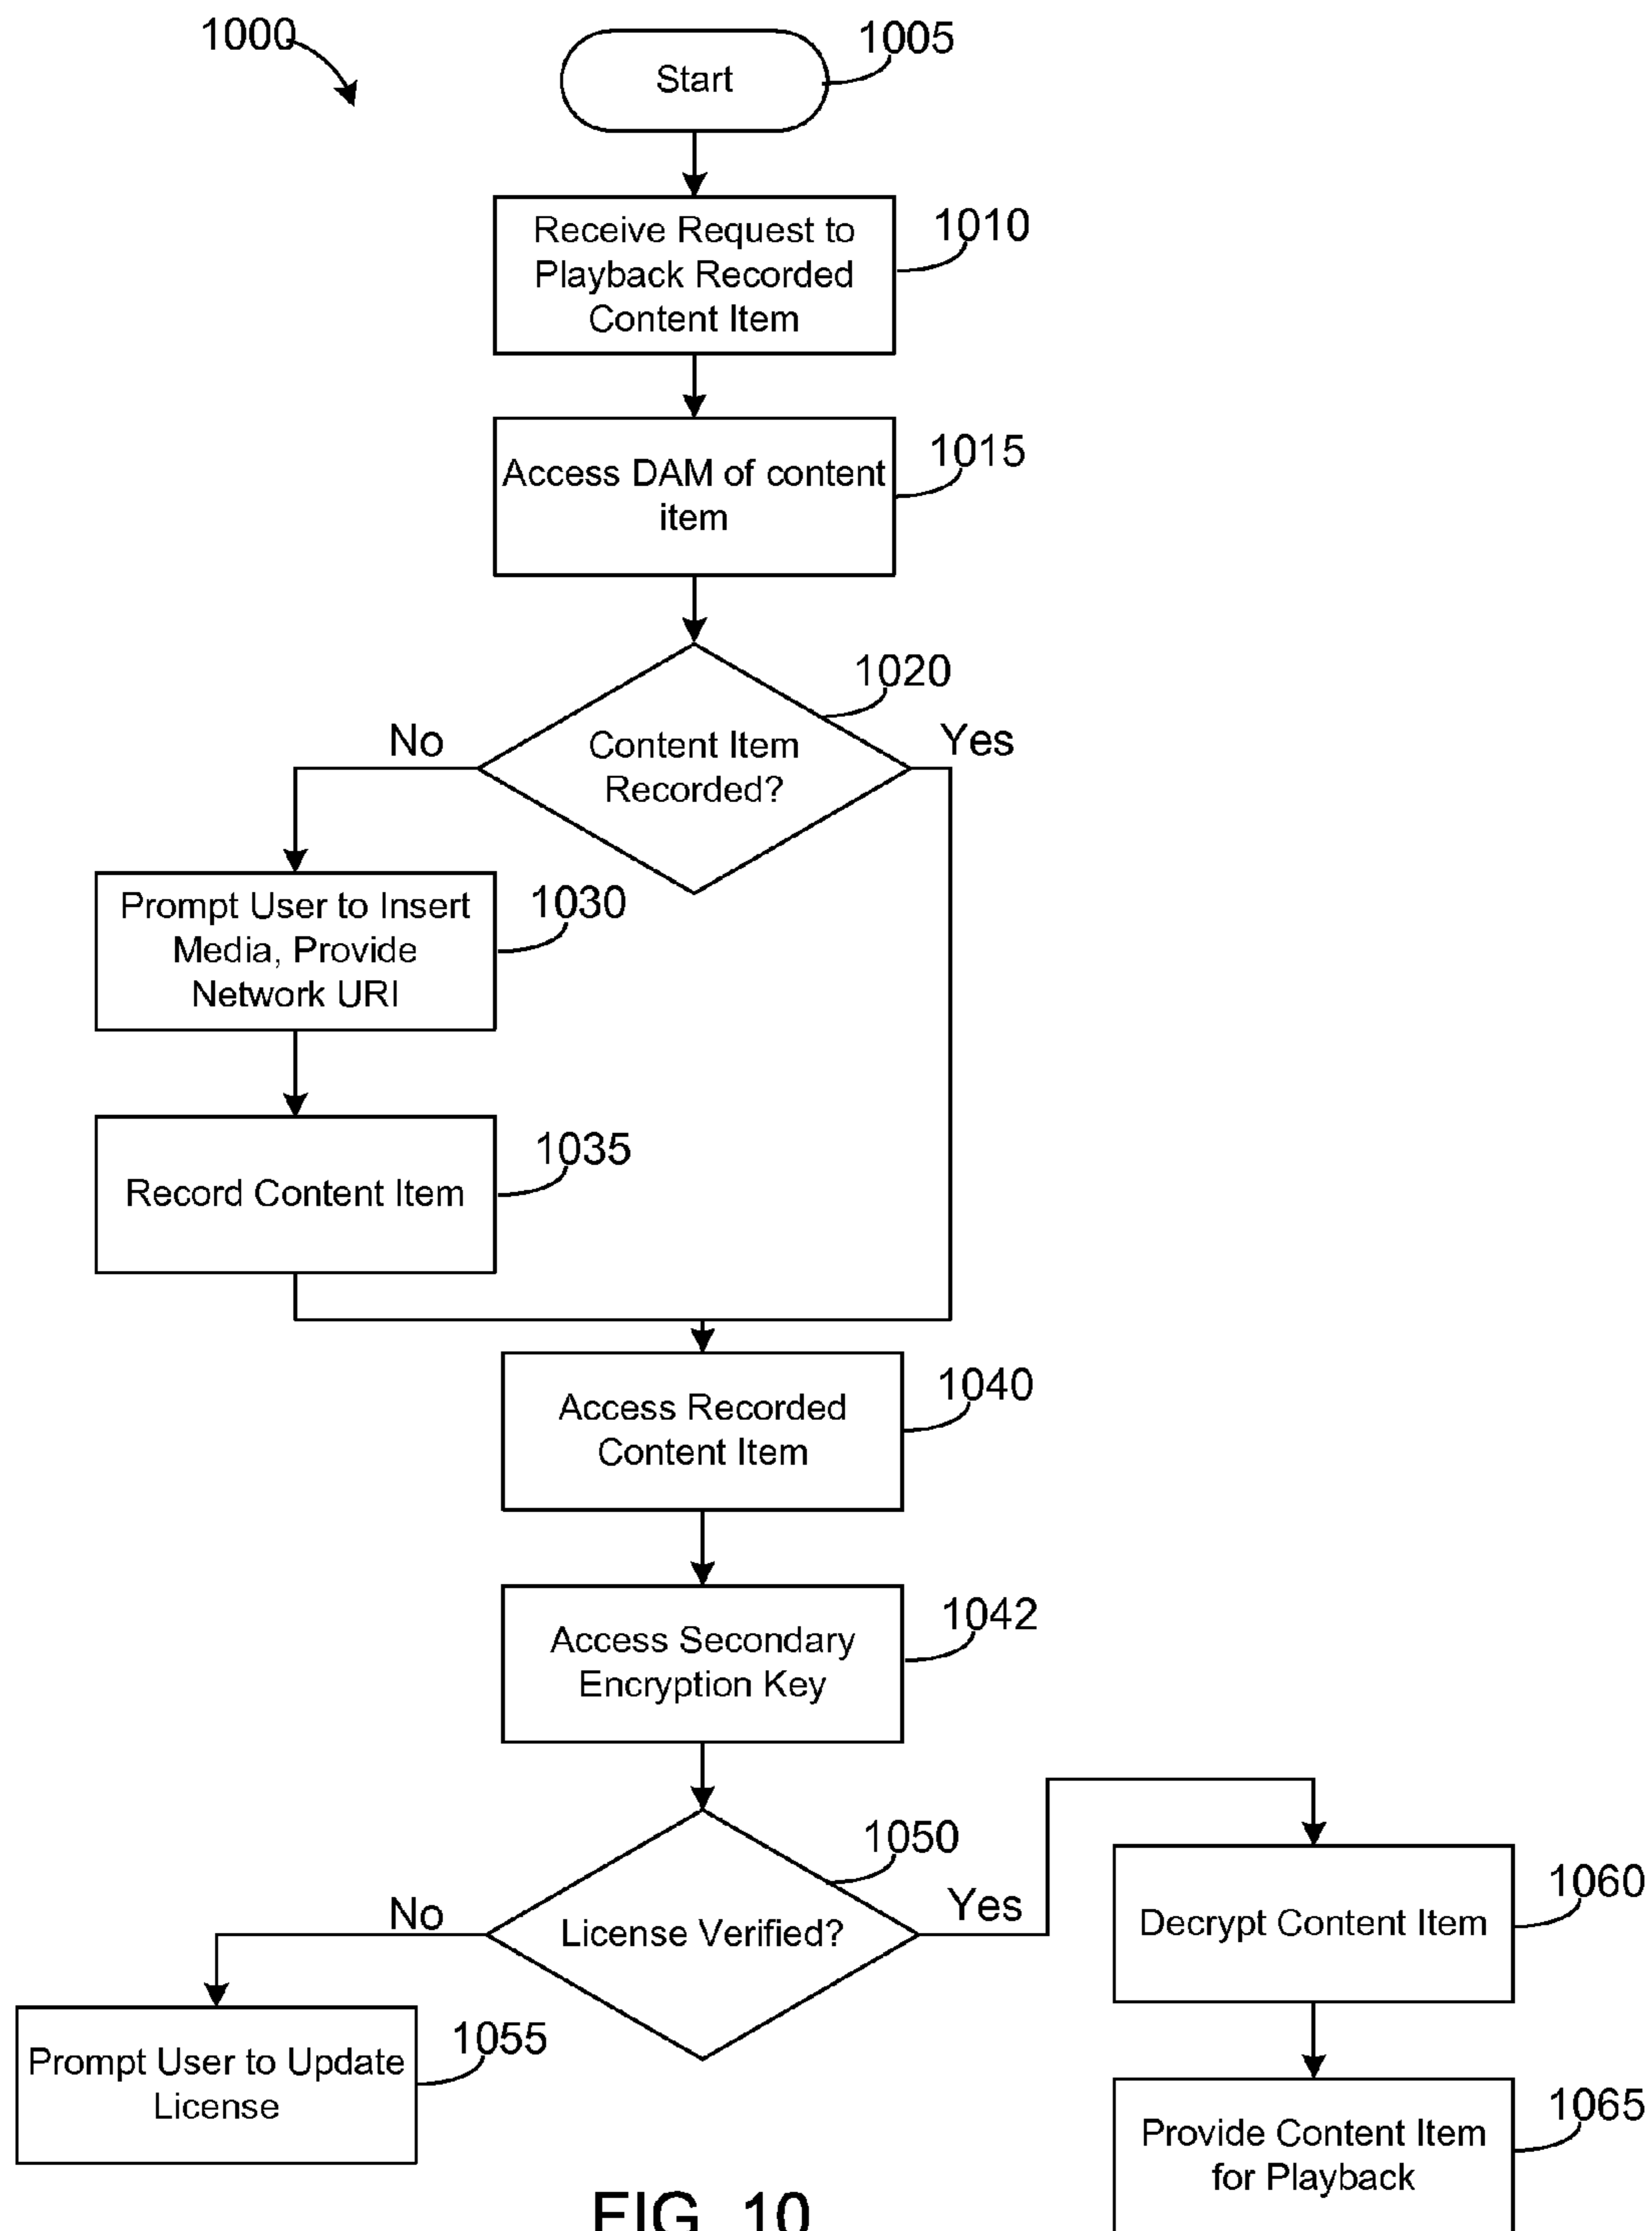 1000
Start
1005
Receive Request to
Playback Recorded
Content Item
1010
Access DAM of content
item
1015
Content Item
Recorded?
1020
No
Yes
Prompt User to Insert
Media, Provide
Network URI
1030
Record Content Item
1035
Access Recorded
Content Item
1040
Access Secondary
Encryption Key
1042
License Verified?
1050
No
Yes
Prompt User to Update
License
1055
Decrypt Content Item
1060
Provide Content Item
for Playback
1065
FIG. 10